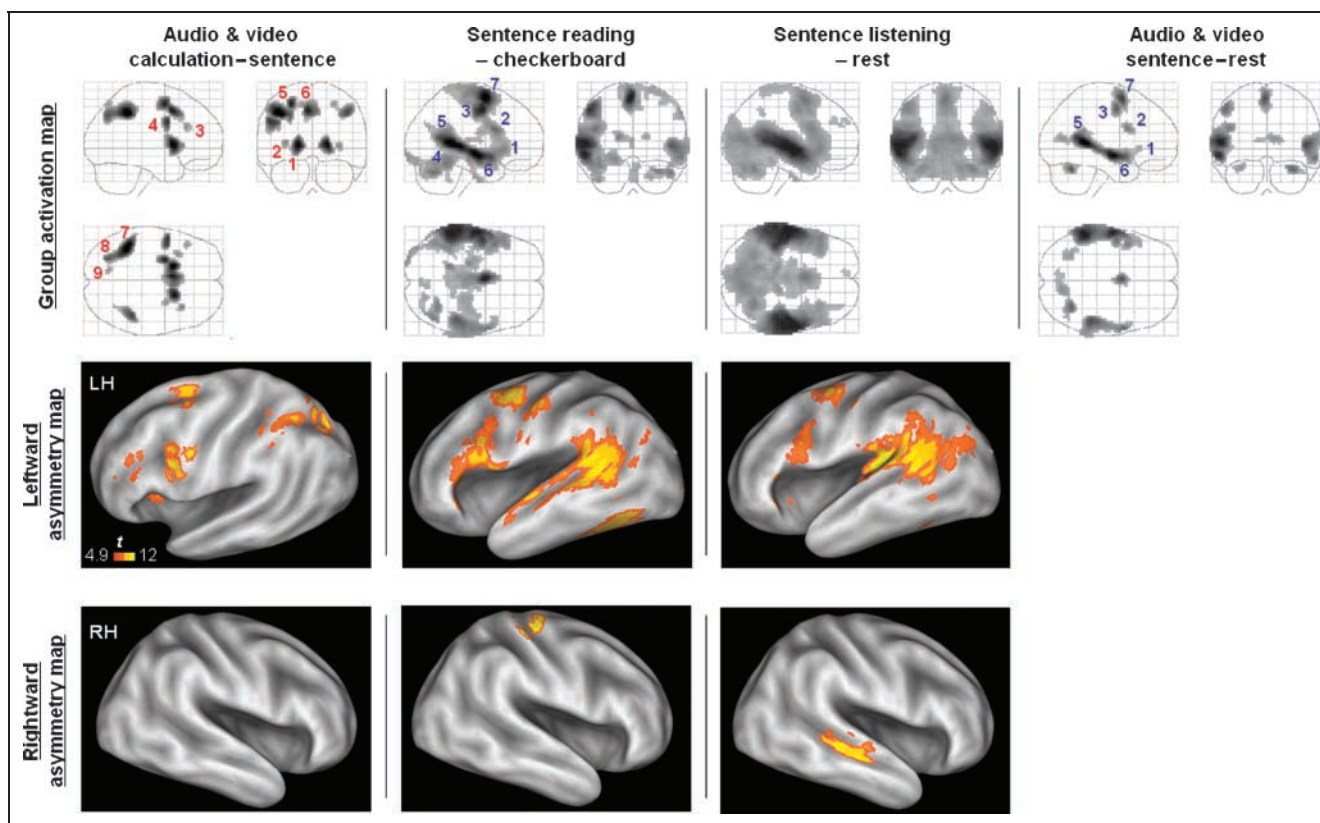 Audio & video
calculation–sentence
Sentence reading
– checkerboard
Sentence listening
– rest
Audio & video
sentence–rest
Group activation map
5 6
4
3
2
1
7
8
9
7
3
2
5
1
4
6
7
3
2
5
1
6
Leftward
asymmetry map
LH
t
4.9 12
Rightward
asymmetry map
RH